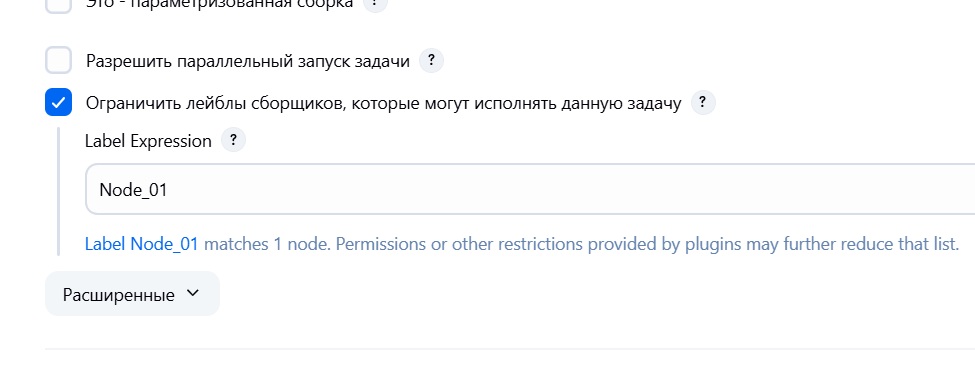 Это - параметризованная сборка ?
Разрешить параллельный запуск задачи ?
Ограничить лейблы сборщиков, которые могут исполнять данную задачу ?
Label Expression ?
Node_01
Label Node_01 matches 1 node. Permissions or other restrictions provided by plugins may further reduce that list.
Расширенные